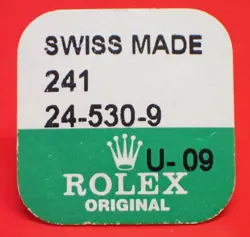 SWISS MADE
241
24-530-9
U- 09
ROLEX
ORIGINAL